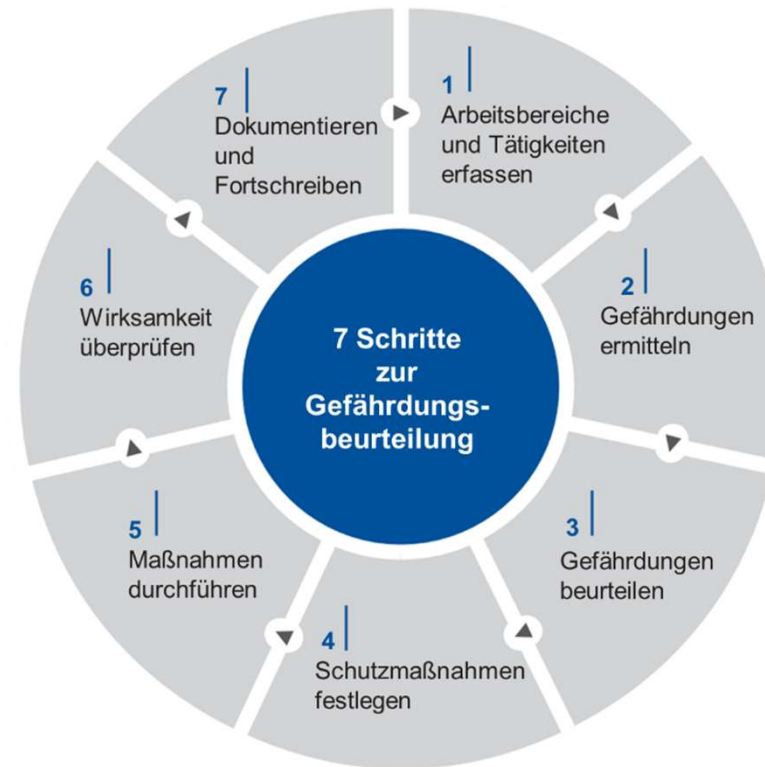 7 Schritte
zur
Gefährdungs-
beurteilung
1
Arbeitsbereiche
und Tätigkeiten
erfassen
2
Gefährdungen
ermitteln
3
Gefährdungen
beurteilen
4
Schutzmaßnahmen
festlegen
5
Maßnahmen
durchführen
6
Wirksamkeit
überprüfen
7
Dokumentieren
und
Fortschreiben